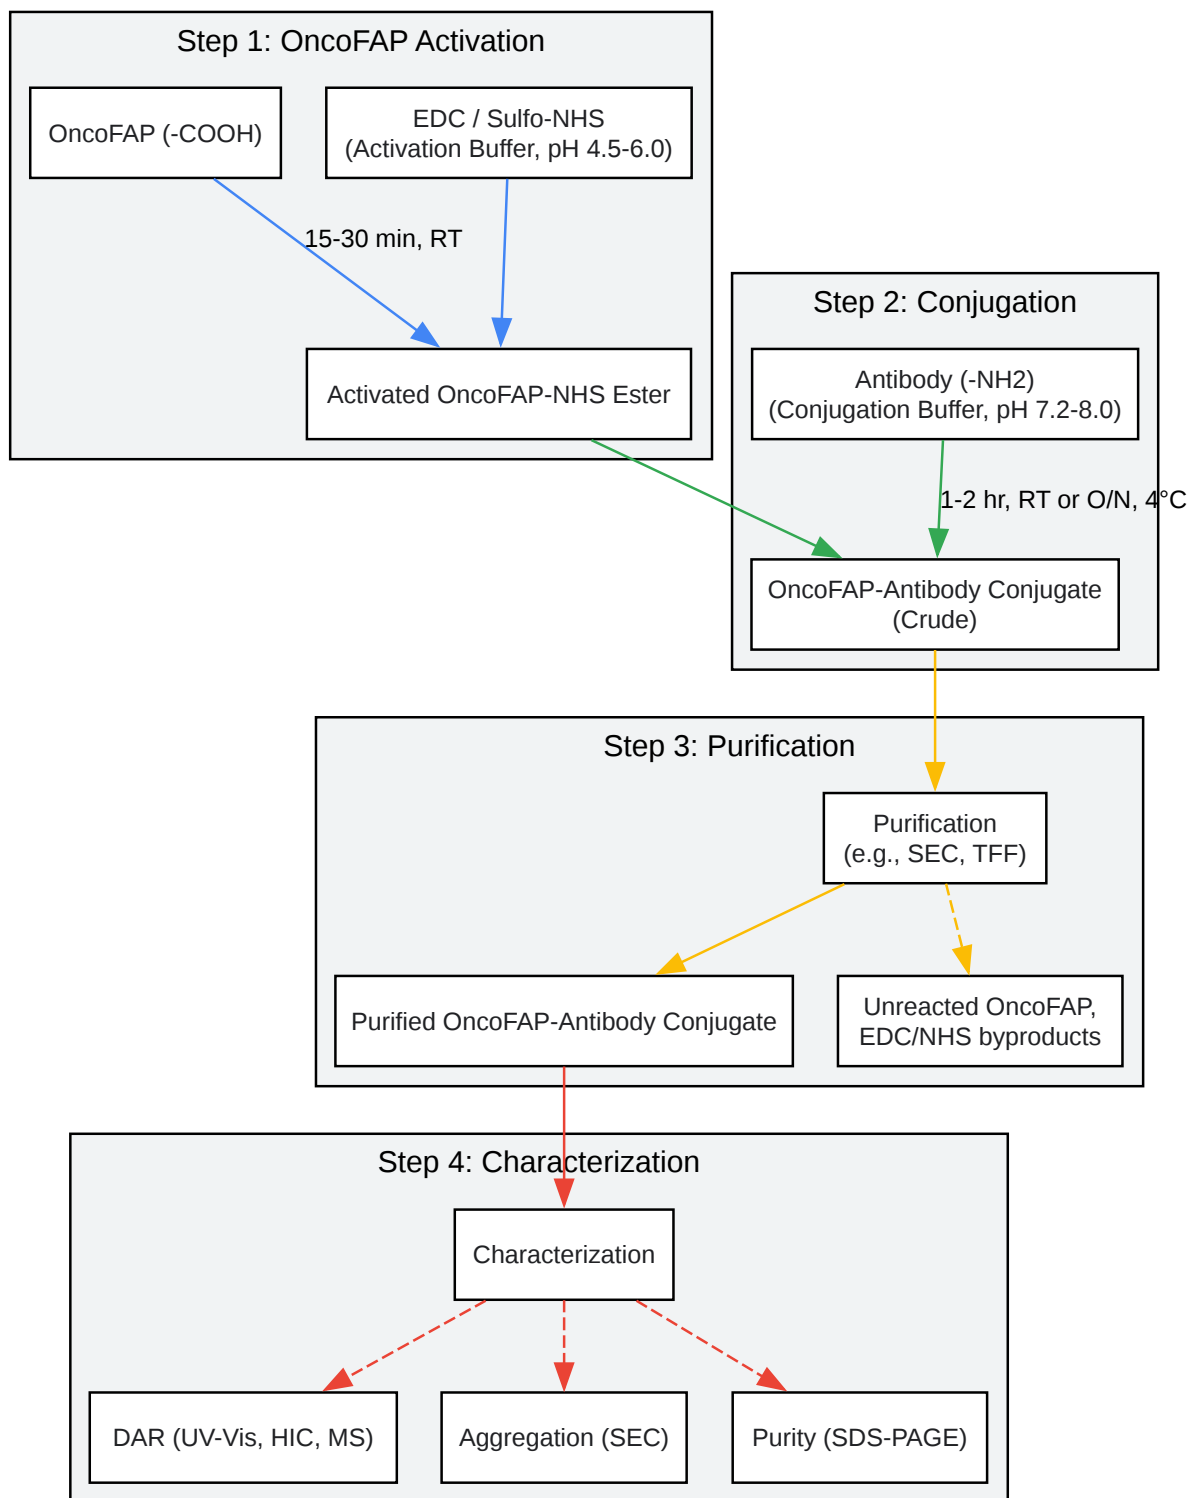 Step 1: OncoFAP Activation
OncoFAP (-COOH)
EDC / Sulfo-NHS
(Activation Buffer, pH 4.5-6.0)
15-30 min, RT
Activated OncoFAP-NHS Ester
Step 2: Conjugation
Antibody (-NH2)
(Conjugation Buffer, pH 7.2-8.0)
1-2 hr, RT or O/N, 4°C
OncoFAP-Antibody Conjugate
(Crude)
Step 3: Purification
Purification
(e.g., SEC, TFF)
Purified OncoFAP-Antibody Conjugate
Unreacted OncoFAP,
EDC/NHS byproducts
Step 4: Characterization
Characterization
DAR (UV-Vis, HIC, MS)
Aggregation (SEC)
Purity (SDS-PAGE)